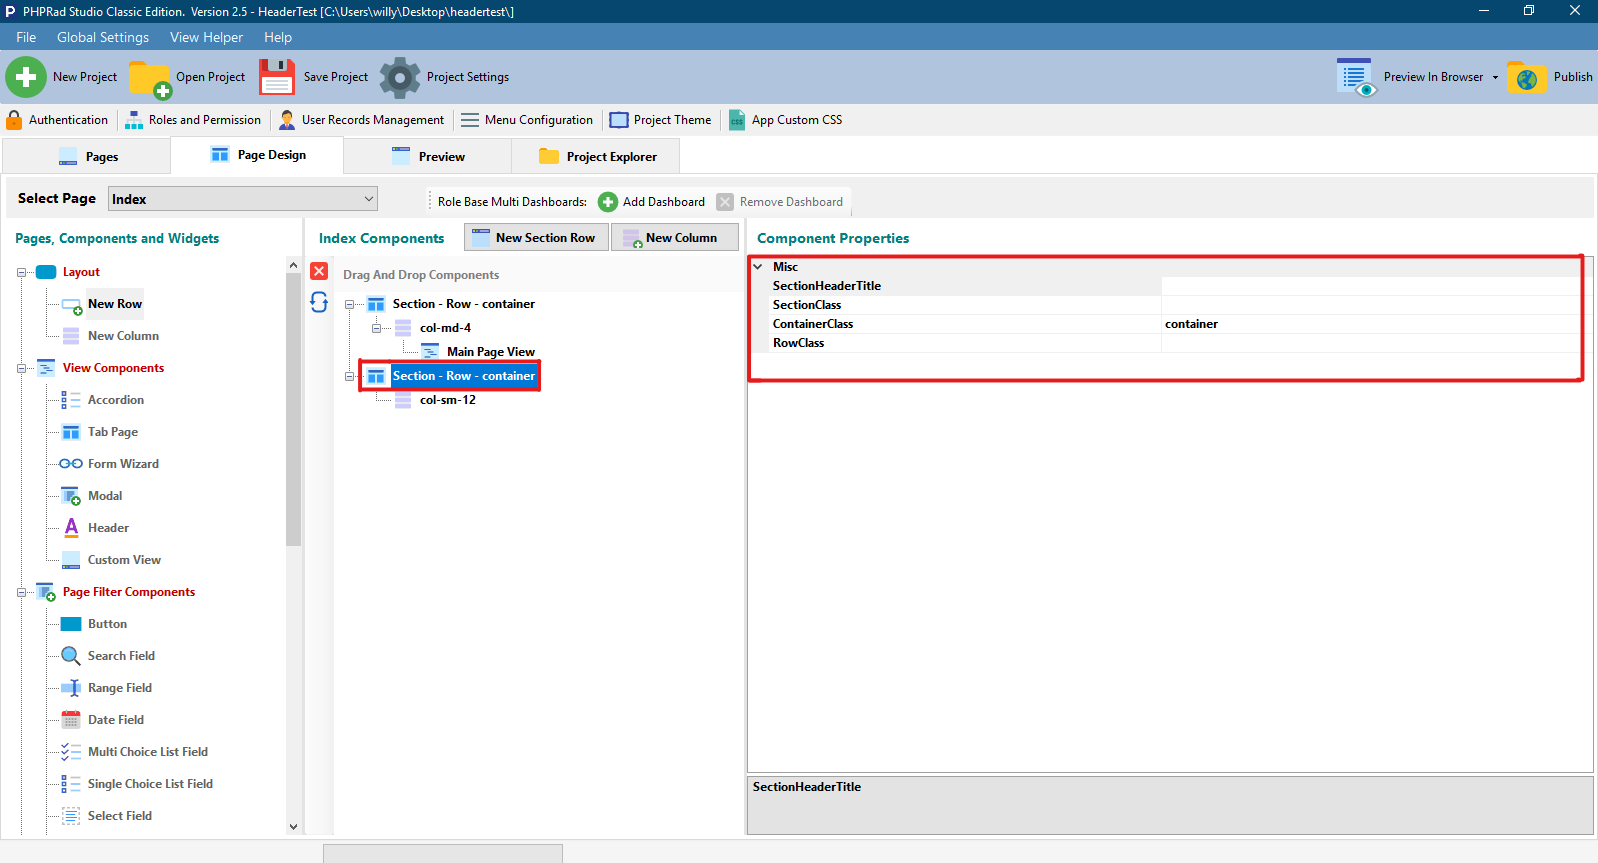 PHPRad Studio Classic Edition.  Version 2.5 - HeaderTest [C:\Users\willy\Desktop\headertest\]
File Global Settings View Helper Help
New Project Open Project Save Project Project Settings Preview In Browser Publish
Authentication Roles and Permission User Records Management Menu Configuration Project Theme CSS App Custom CSS
Pages Page Design Preview Project Explorer
Select Page Index Role Base Multi Dashboards: Add Dashboard Remove Dashboard
Pages, Components and Widgets
Layout
New Row
New Column
View Components
Accordion
Tab Page
Form Wizard
Modal
Header
Custom View
Page Filter Components
Button
Search Field
Range Field
Date Field
Multi Choice List Field
Single Choice List Field
Select Field
Index Components New Section Row New Column
Drag And Drop Components
Section - Row - container
col-md-4
Main Page View
Section - Row - container
col-sm-12
Component Properties
Misc
SectionHeaderTitle
SectionClass
ContainerClass container
RowClass
SectionHeaderTitle